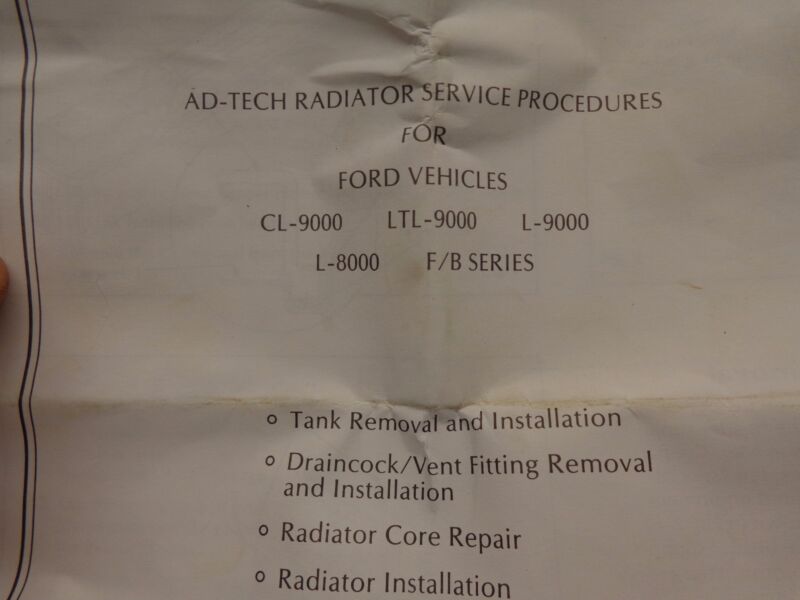 AD-TECH RADIATOR SERVICE PROCEDURES
FOR
FORD VEHICLES
CL-9000 LTL-9000 L-9000
L-8000 F/B SERIES
o Tank Removal and Installation
o Draincock/Vent Fitting Removal
and Installation
o Radiator Core Repair
o Radiator Installation